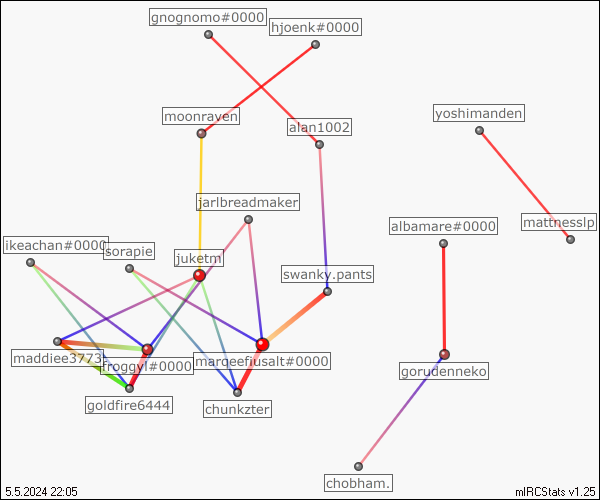 gnognomo#0000
hjoenk#0000
moonraven
alan1002
yoshimanden
jarlbreadmaker
mattnesslp
albamare#0000
ikeachan#0000
sorapie
juketm
swanky.pants
maddiee3773
froggyl#0000
marqeefiusalt#0000
gorudenneko
goldfire6444
chunkzter
chobham.
5.5.2024 22:05
mIRCStats v1.25